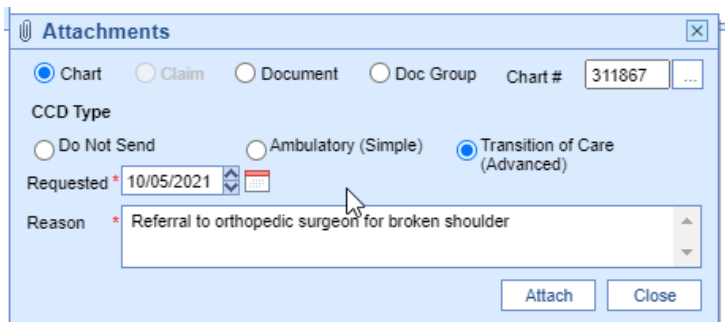 Attachments
Chart Claim Document Doc Group Chart # 311867 ...
CCD Type
Do Not Send Ambulatory (Simple) Transition of Care
(Advanced)
Requested * 10/05/2021
Reason * Referral to orthopedic surgeon for broken shoulder
Attach Close